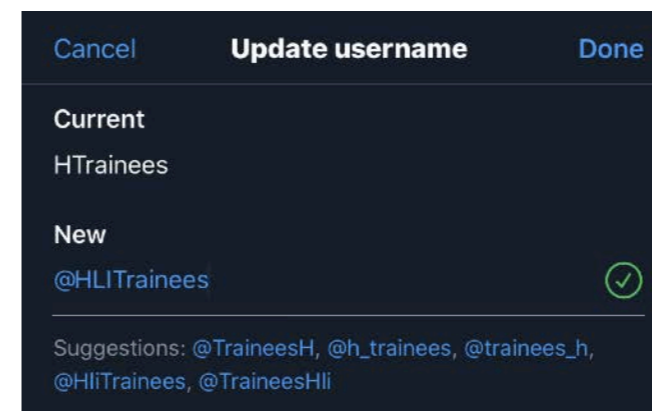 Cancel Update username Done
Current
HTrainees
New
@HLITrainees
Suggestions: @TraineesH, @h_trainees, @trainees_h,
@HliTrainees, @TraineesHli